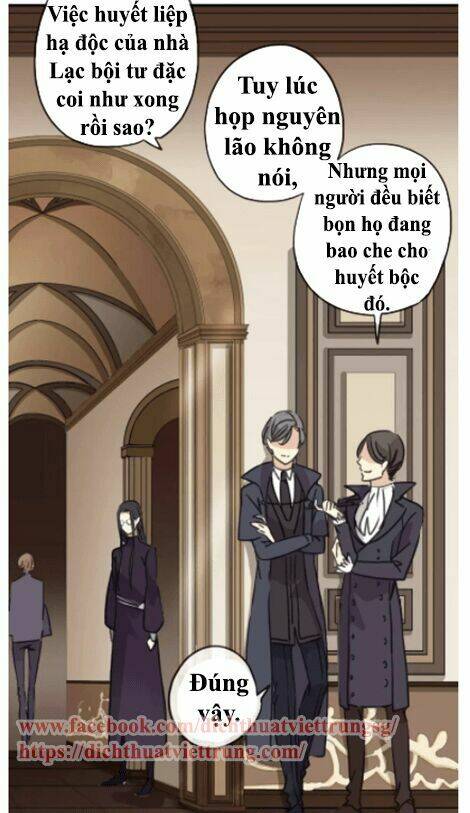 Việc huyết liệp
hạ độc của nhà
Lạc bội tư đặc
coi như xong
rồi sao?
Tuy lúc
họp nguyên
lão không
nói,
Nhưng mọi
người đều biết
bọn họ đang
bao che cho
huyết bộc
đó.
Đúng
vậy.
www.facebook.com/dichthuatviettrungsg/
https://dichthuatviettrung.com/